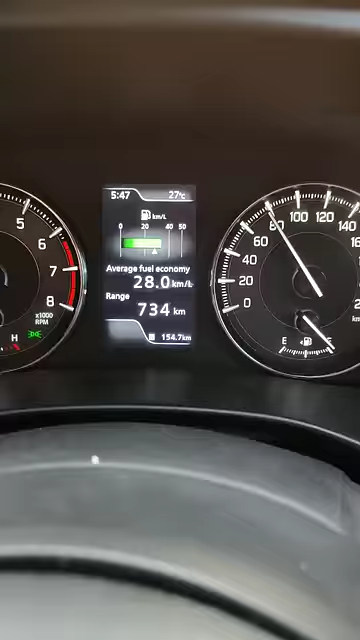 5:47 27°C
km/L
0 20 40 50
Average fuel economy
28.0 km/L
Range
734 km
154.7km
5
6
7
8
x1000
RPM
H
0
20
40
60
80
100
120
140
E F